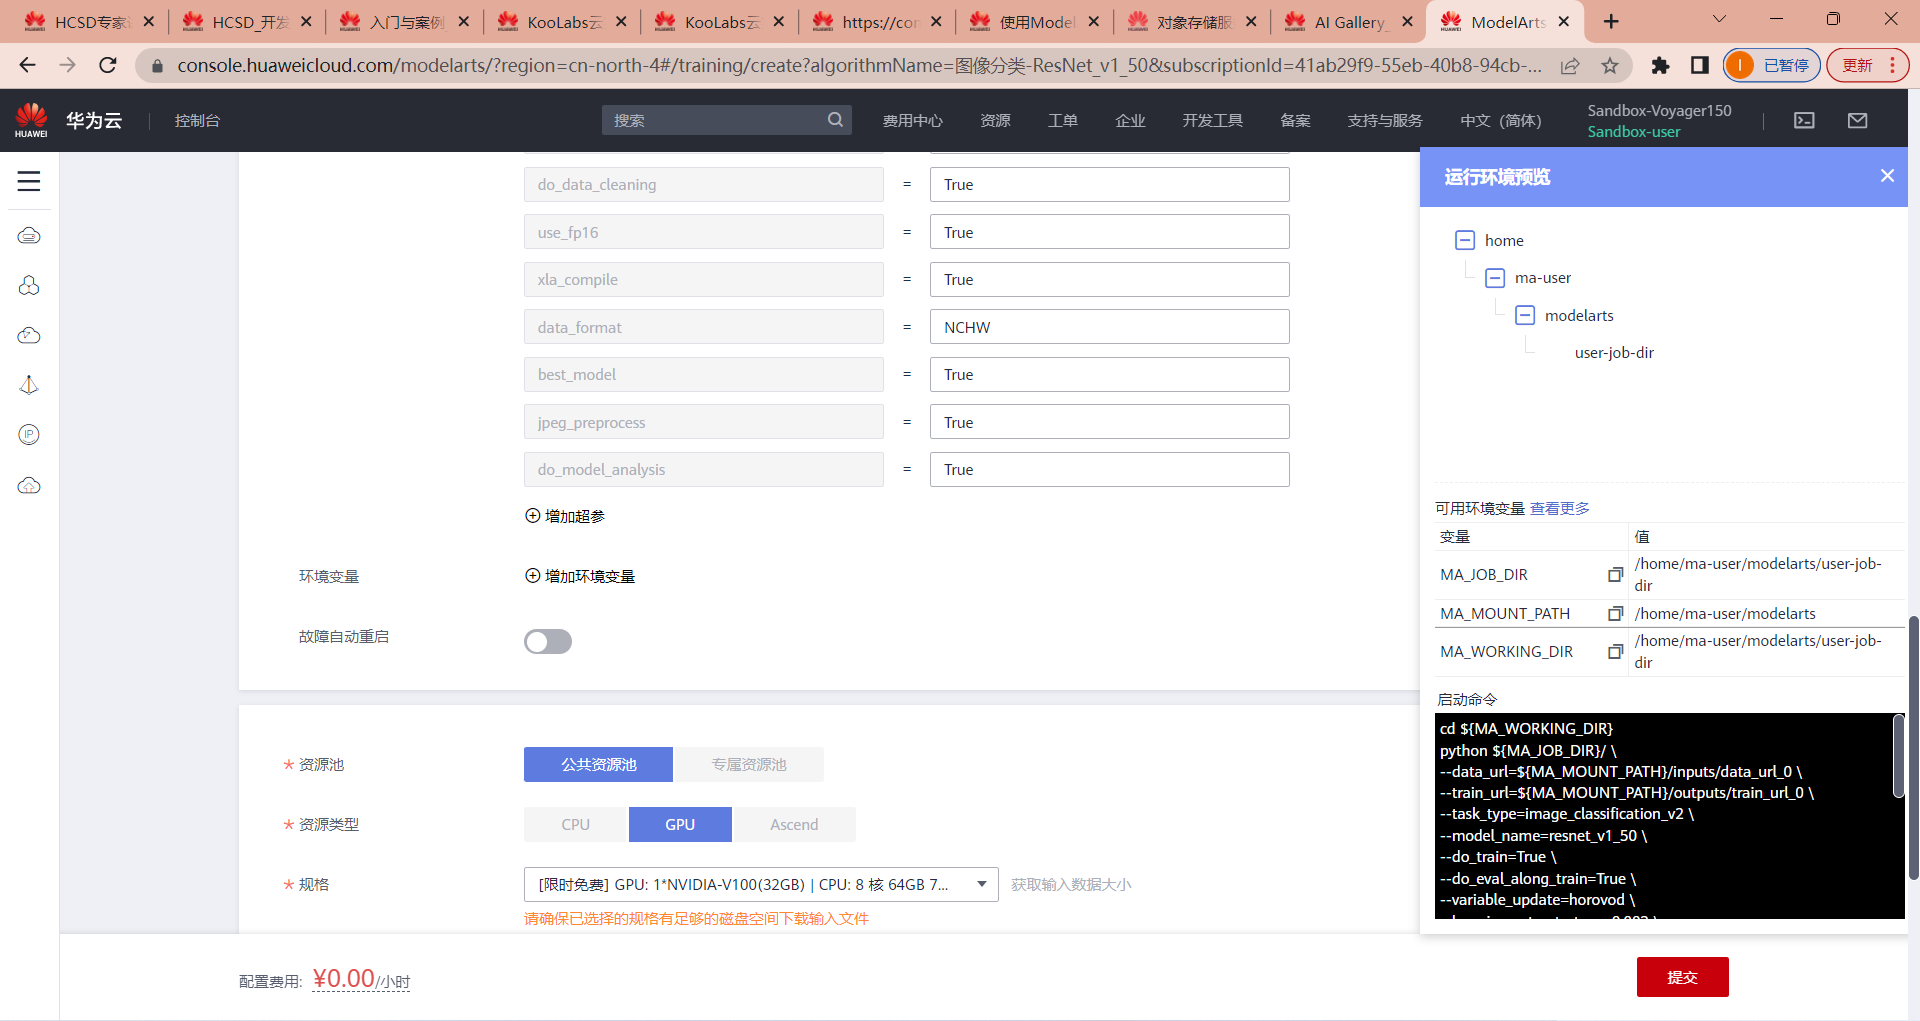 HCSD专家
HCSD_开发
入门与案例
KooLabs云
KooLabs云
https://con
使用Model
对象存储服
AI Gallery_
ModelArts
console.huaweicloud.com/modelarts/?region=cn-north-4#/training/create?algorithmName=图像分类-ResNet_v1_50&subscriptionId=41ab29f9-55eb-40b8-94cb-...
I 已暂停
更新
HUAWEI
华为云
控制台
搜索
费用中心
资源
工单
企业
开发工具
备案
支持与服务
中文（简体）
Sandbox-Voyager150
Sandbox-user
do_data_cleaning = True
use_fp16 = True
xla_compile = True
data_format = NCHW
best_model = True
jpeg_preprocess = True
do_model_analysis = True
增加超参
环境变量
增加环境变量
故障自动重启
* 资源池
公共资源池
专属资源池
* 资源类型
CPU
GPU
Ascend
* 规格
[限时免费] GPU: 1*NVIDIA-V100(32GB) | CPU: 8 核 64GB 7...
获取输入数据大小
请确保已选择的规格有足够的磁盘空间下载输入文件
配置费用: ¥0.00/小时
提交
运行环境预览
home
ma-user
modelarts
user-job-dir
可用环境变量 查看更多
变量 值
MA_JOB_DIR /home/ma-user/modelarts/user-job-
dir
MA_MOUNT_PATH /home/ma-user/modelarts
MA_WORKING_DIR /home/ma-user/modelarts/user-job-
dir
启动命令
cd ${MA_WORKING_DIR}
python ${MA_JOB_DIR}/ \
--data_url=${MA_MOUNT_PATH}/inputs/data_url_0 \
--train_url=${MA_MOUNT_PATH}/outputs/train_url_0 \
--task_type=image_classification_v2 \
--model_name=resnet_v1_50 \
--do_train=True \
--do_eval_along_train=True \
--variable_update=horovod \